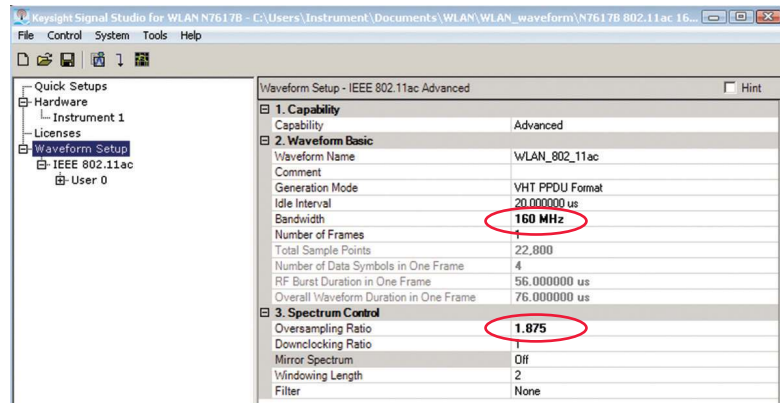 Keysight Signal Studio for WLAN N7617B - C:\Users\Instrument\Documents\WLAN\WLAN_waveform\N7617B 802.11ac 16...
File Control System Tools Help
Quick Setups
Hardware
Instrument 1
Licenses
Waveform Setup
IEEE 802.11ac
User 0
Waveform Setup - IEEE 802.11ac Advanced Hint
1. Capability
Capability Advanced
2. Waveform Basic
Waveform Name WLAN_802_11ac
Comment
Generation Mode VHT PPDU Format
Idle Interval 20.000000 us
Bandwidth 160 MHz
Number of Frames 1
Total Sample Points 22,800
Number of Data Symbols in One Frame 4
RF Burst Duration in One Frame 56.000000 us
Overall Waveform Duration in One Frame 76.000000 us
3. Spectrum Control
Oversampling Ratio 1.875
Downclocking Ratio 1
Mirror Spectrum Off
Windowing Length 2
Filter None